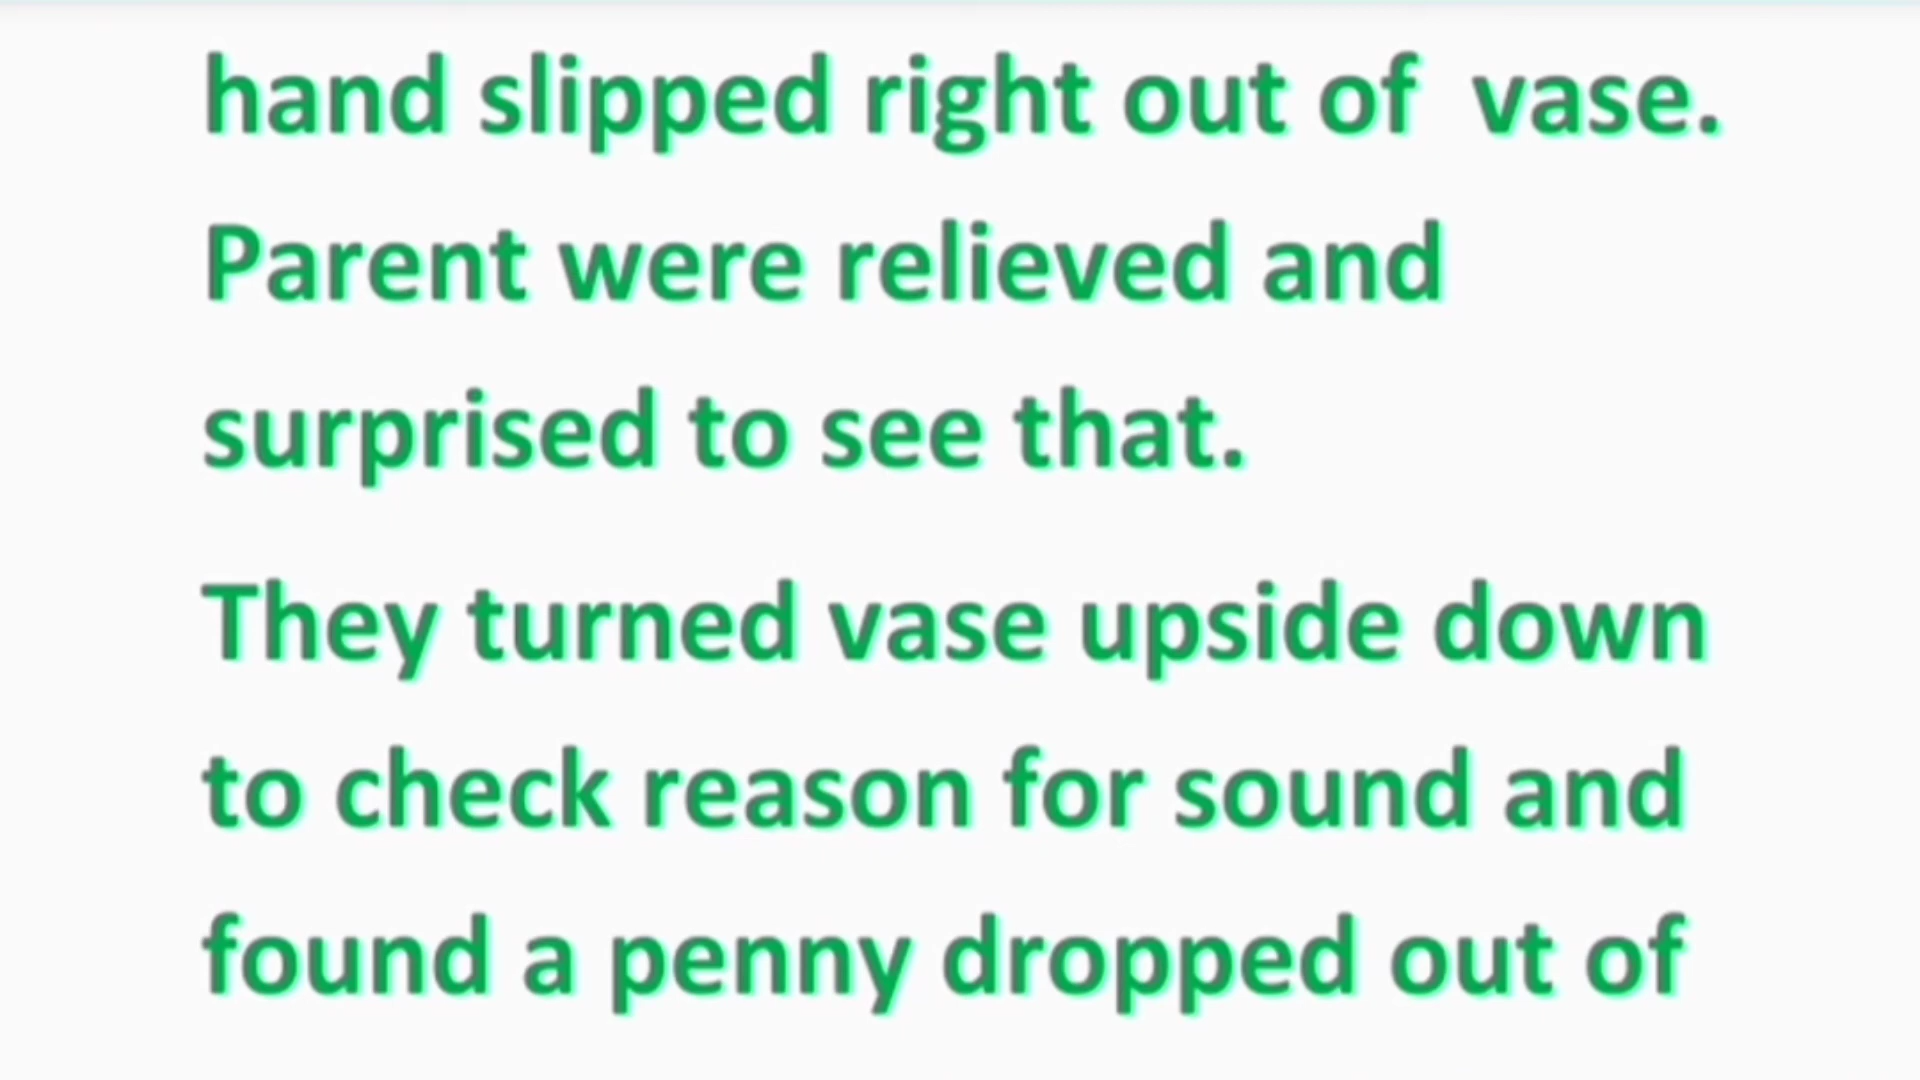 hand slipped right out of  vase.
Parent were relieved and
surprised to see that.
They turned vase upside down
to check reason for sound and
found a penny dropped out of